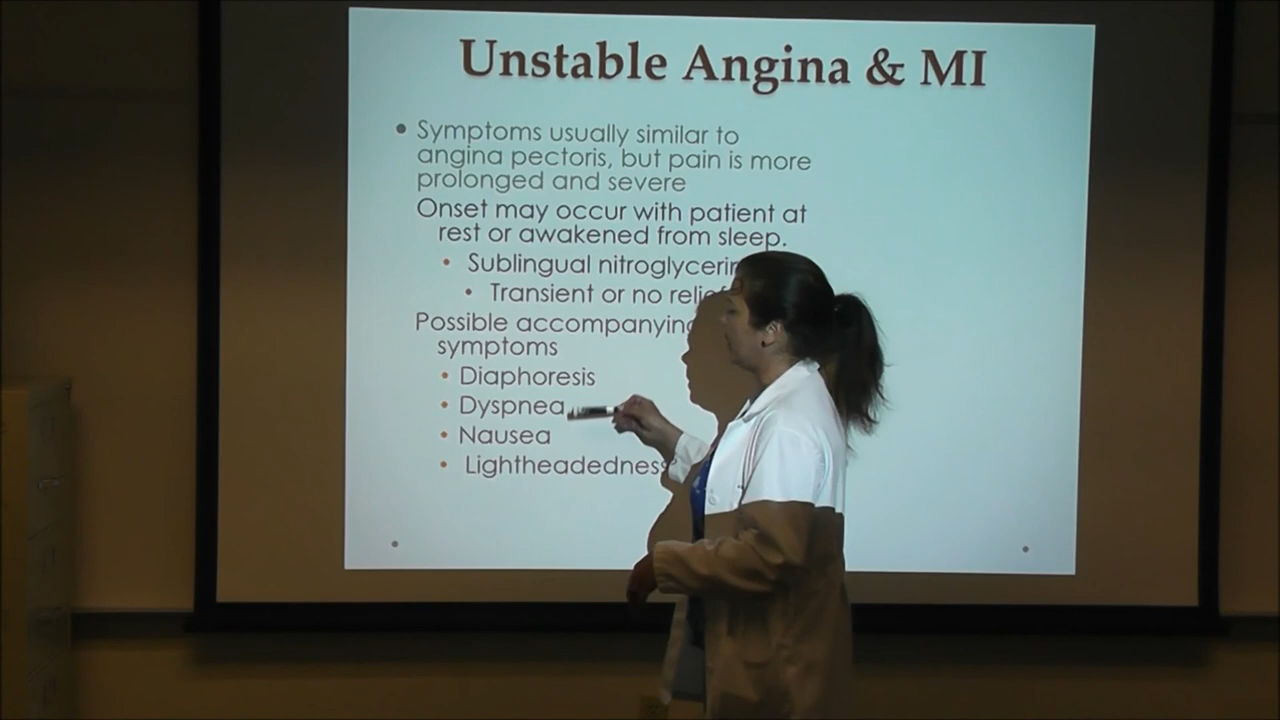 Unstable Angina & MI
• Symptoms usually similar to
angina pectoris, but pain is more
prolonged and severe
Onset may occur with patient at
rest or awakened from sleep.
• Sublingual
• Transient or no
Possible accompanying
symptoms
• Diaphoresis
• Dyspnea
• Nausea
• Lightheadedness